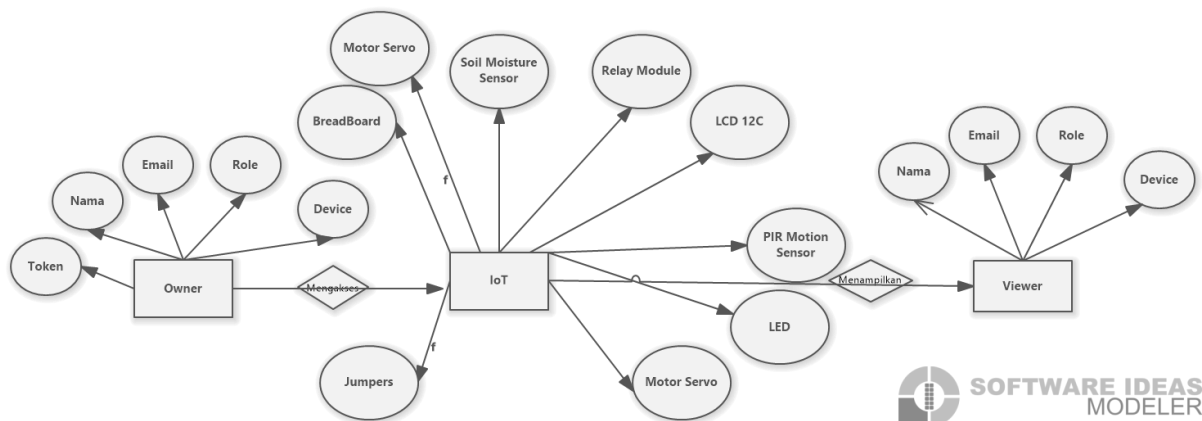 Motor Servo
Soil Moisture
Sensor
Relay Module
BreadBoard
LCD 12C
Email
Role
Nama
Device
Token
f
Owner
Mengakses
IoT
PIR Motion
Sensor
Menampilkan
Viewer
Email
Role
Nama
Device
LED
f
Jumpers
Motor Servo
SOFTWARE IDEAS
MODELER